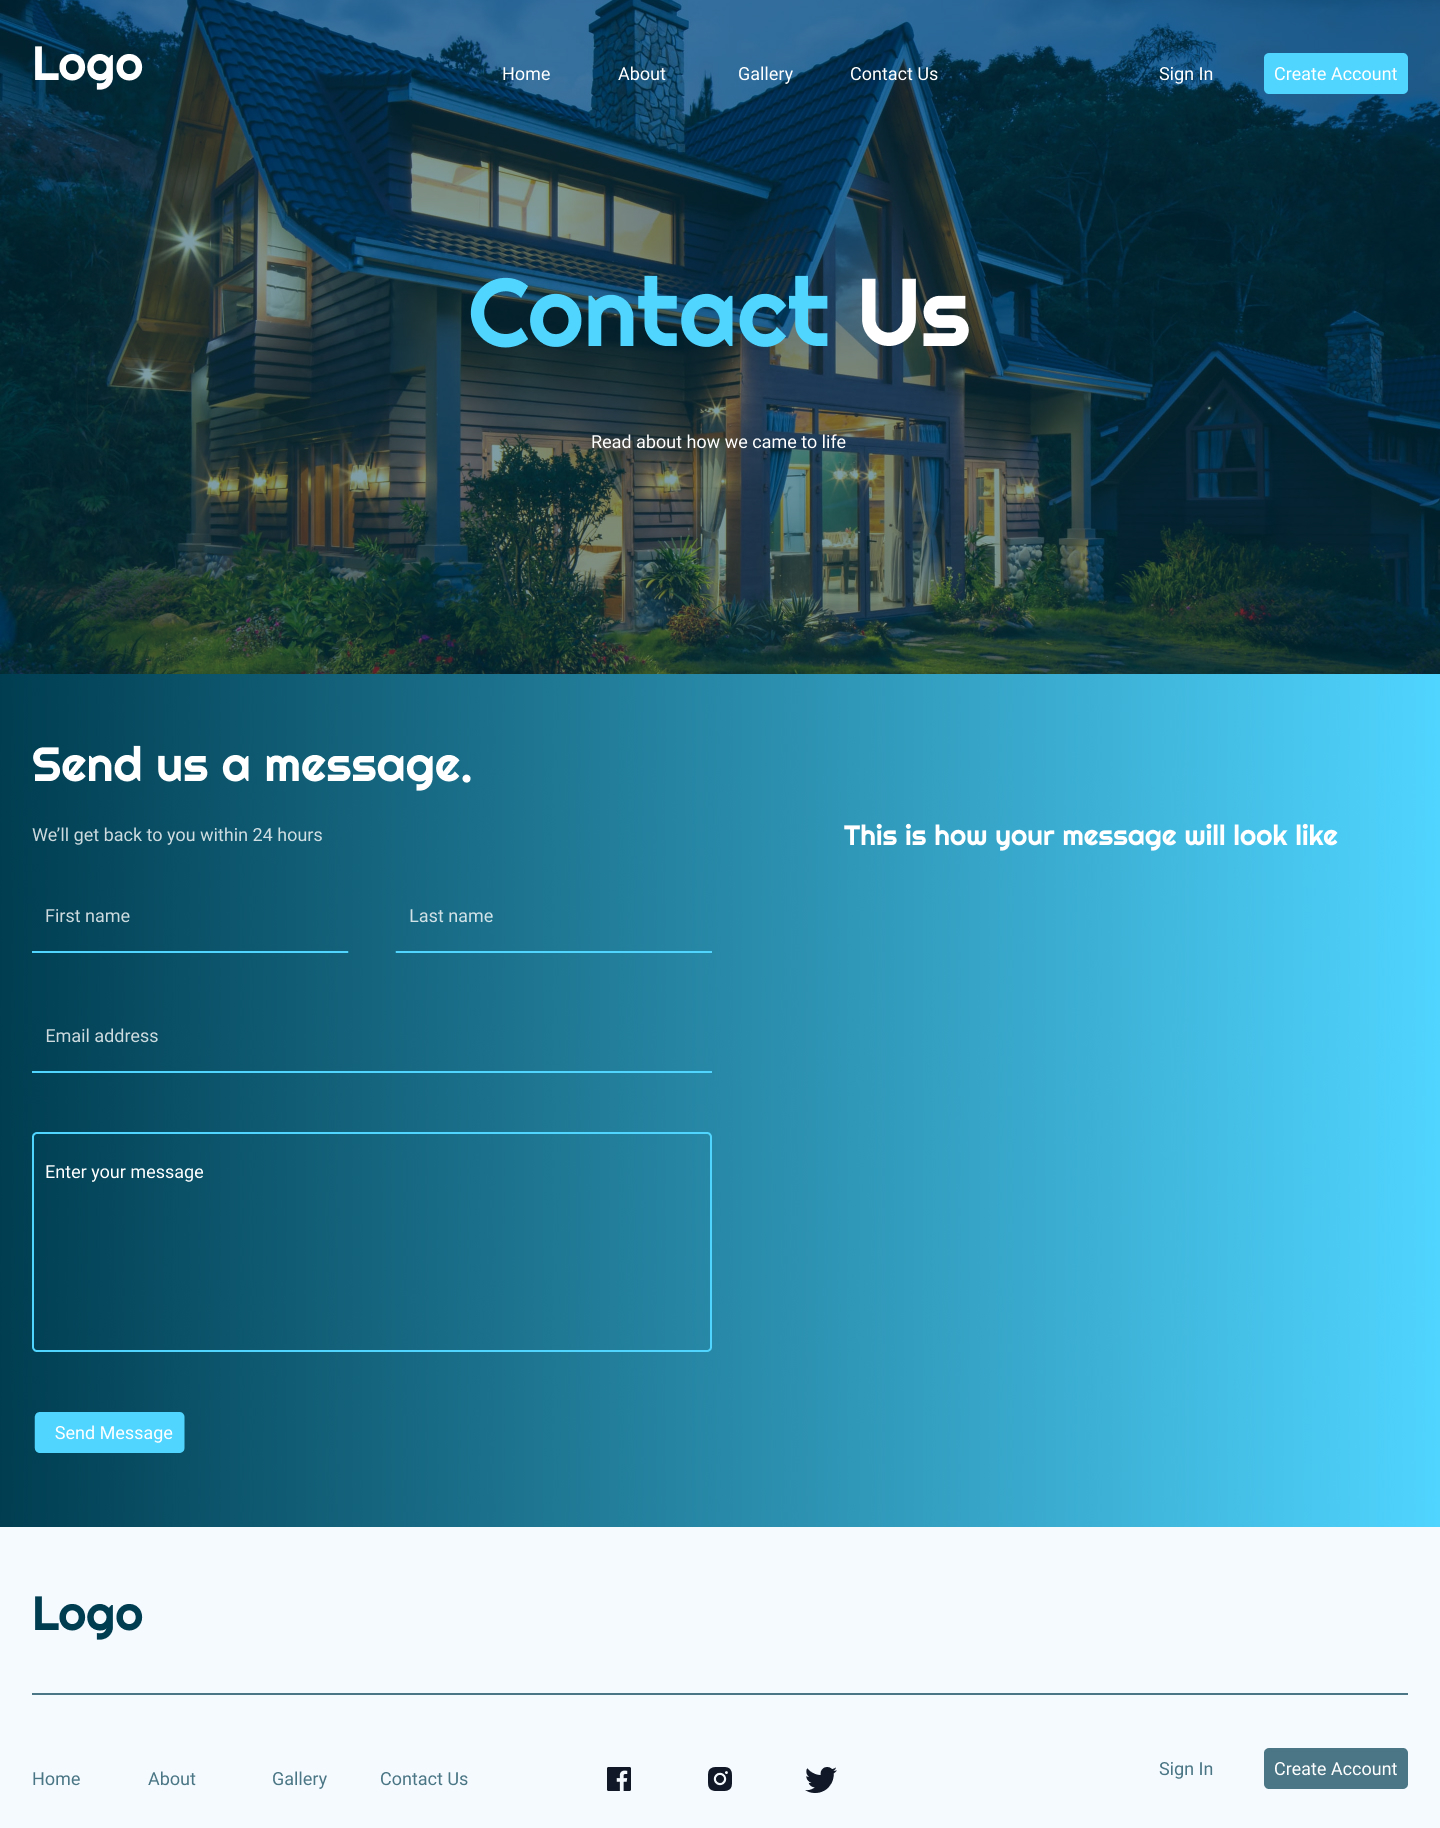 Logo
Home About Gallery Contact Us Sign In Create Account
Contact Us
Read about how we came to life
Send us a message.
We’ll get back to you within 24 hours
First name Last name
Email address
Enter your message
Send Message
This is how your message will look like
Logo
Home About Gallery Contact Us Sign In Create Account